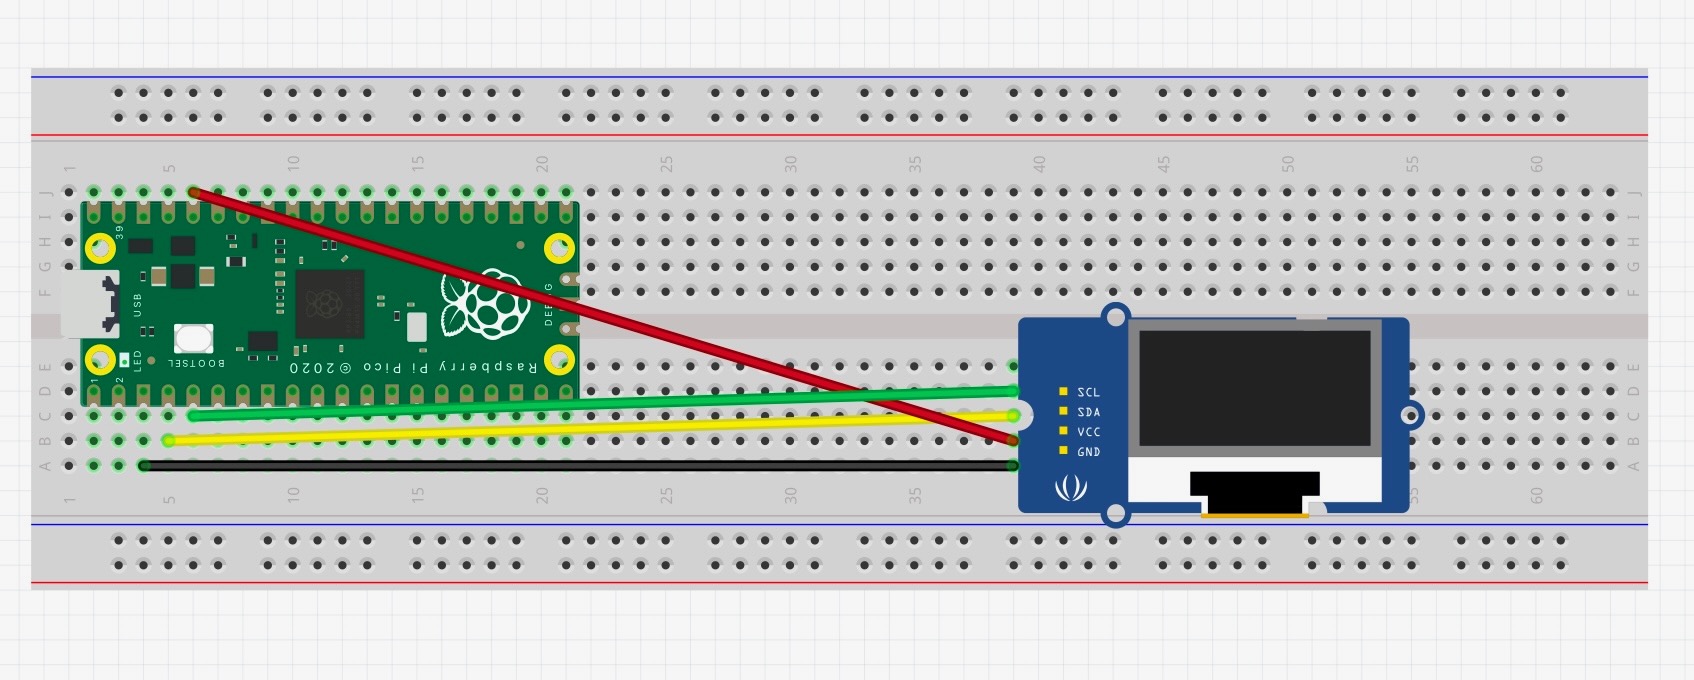 1 5 10 15 20 25 30 35 40 45 50 55 60
J J
I I
H H
G G
F F
39
USB
DEBUG
BOOTSEL
LED
1 2
Raspberry Pi Pico © 2020
E E
D D
C C
B B
A A
SCL
SDA
VCC
GND
1 5 10 15 20 25 30 35 55 60